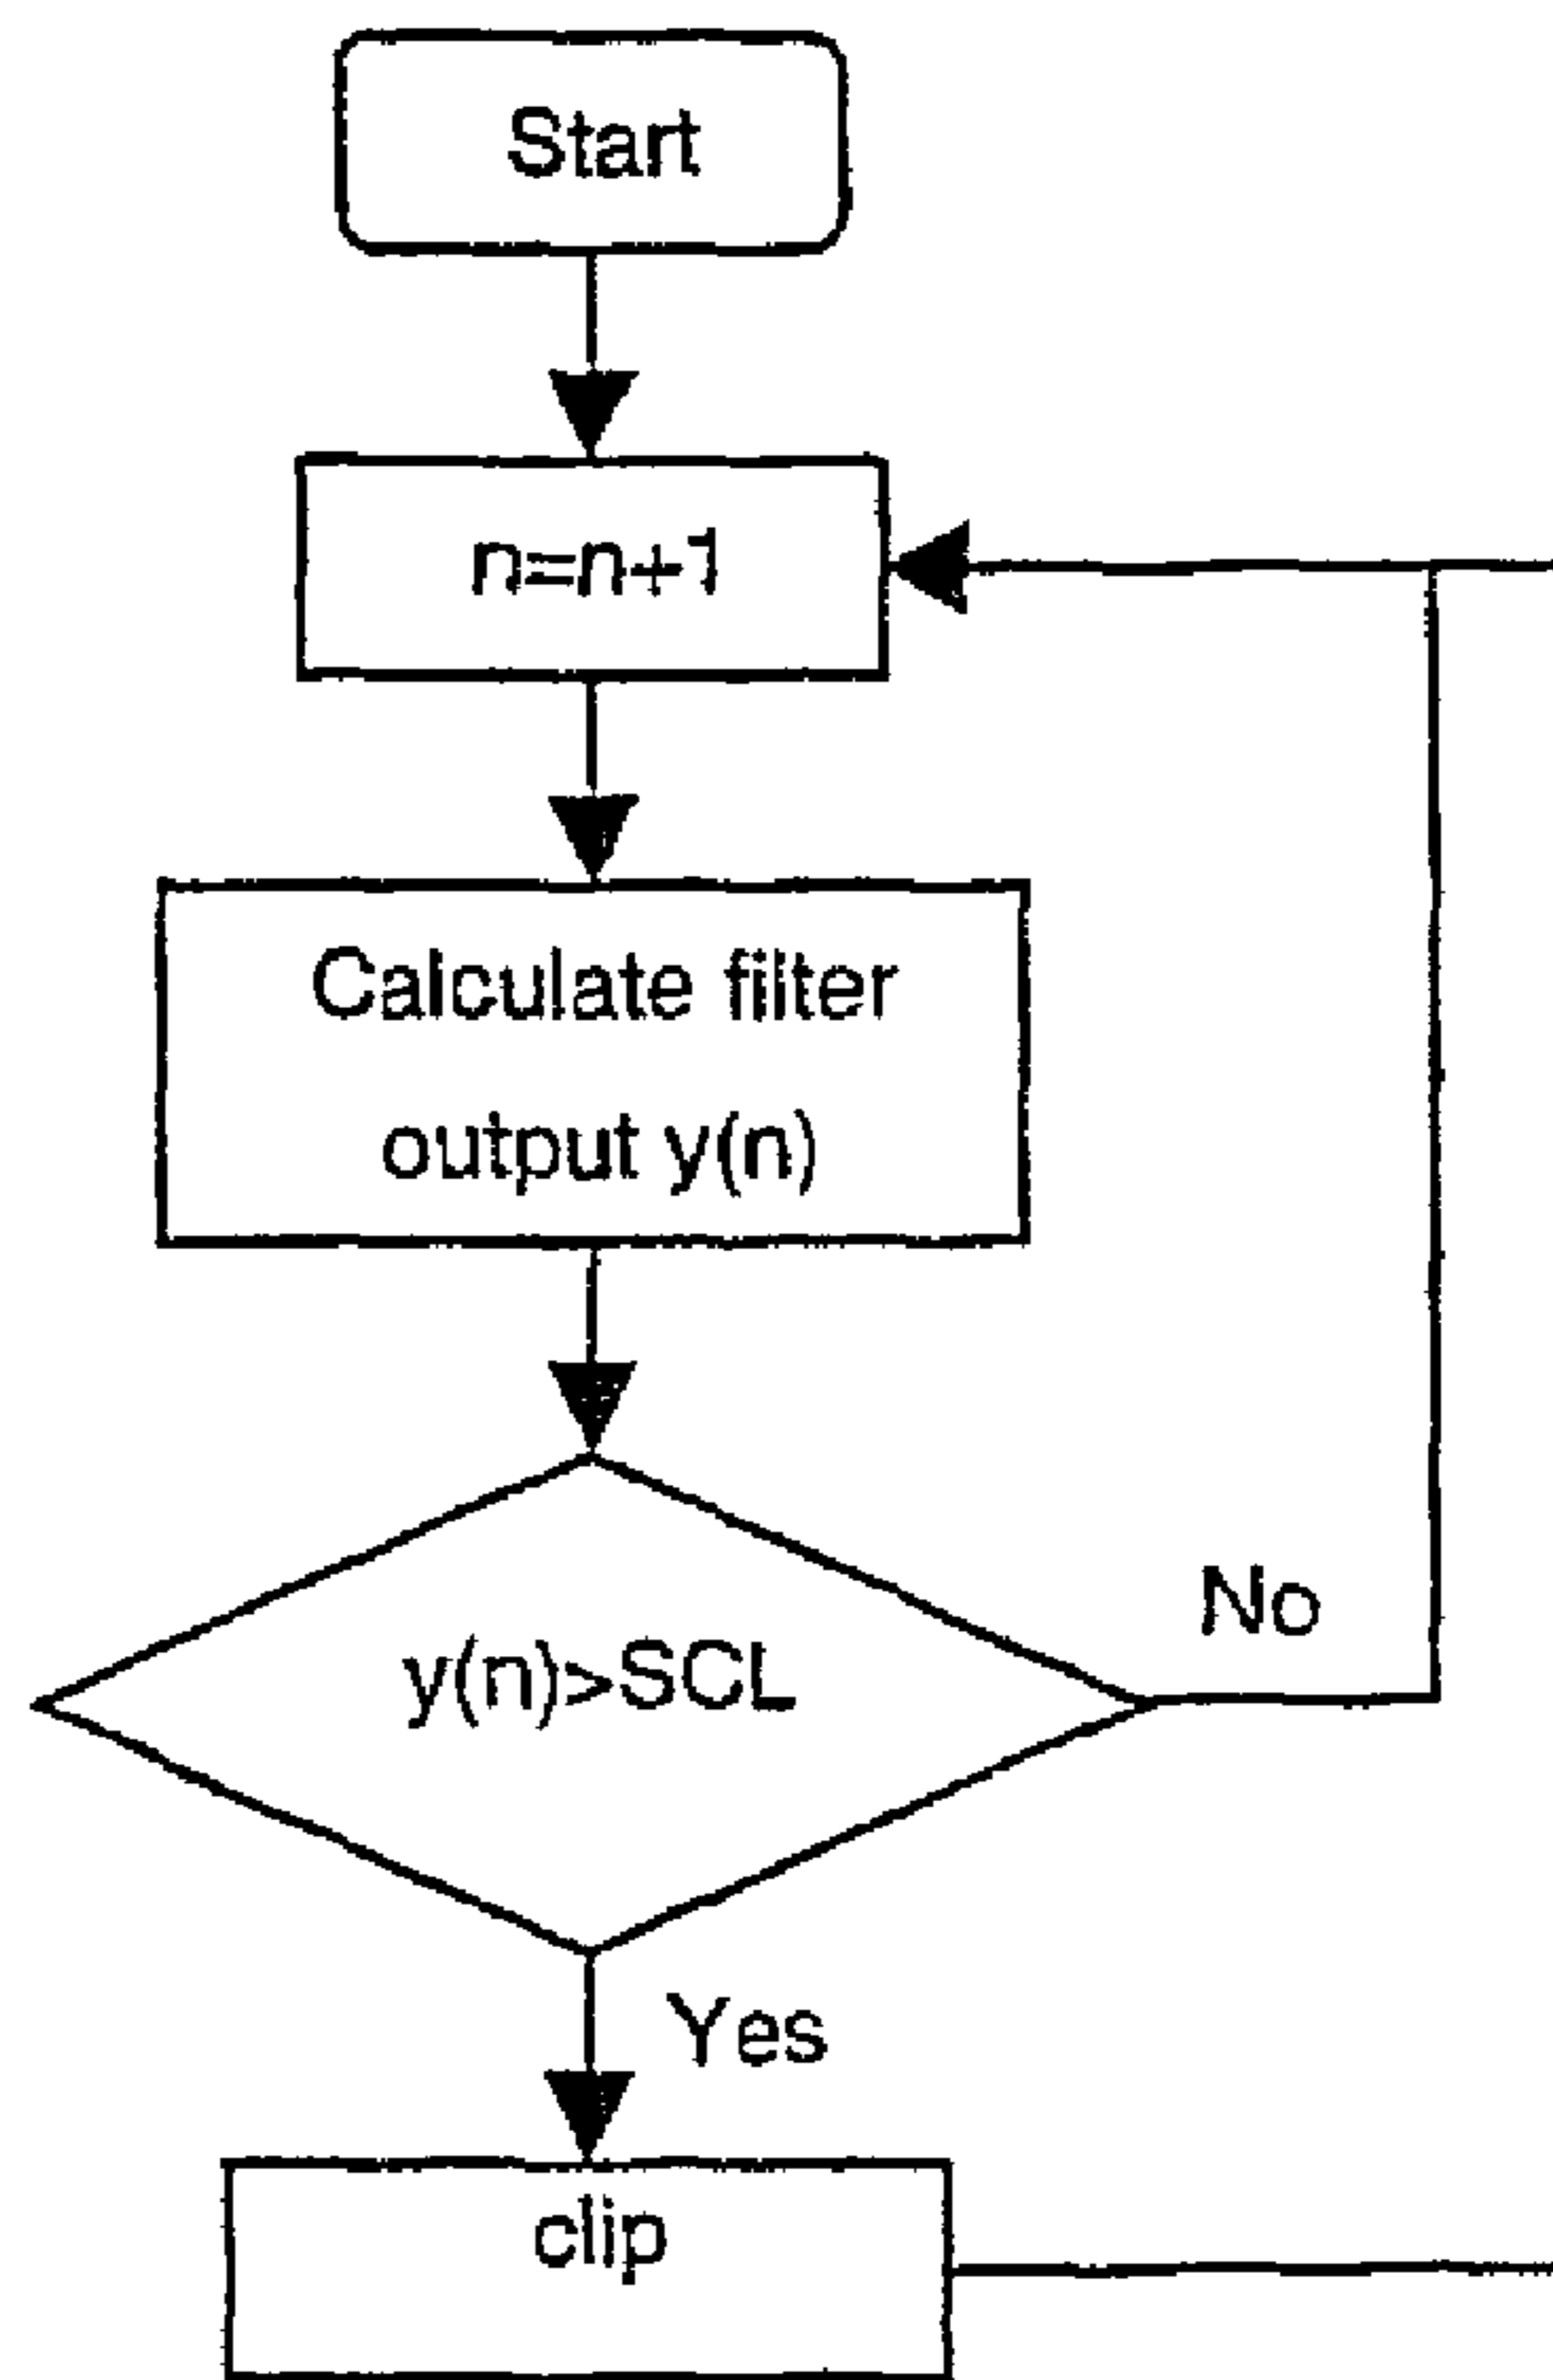 Start
n=n+1
Calculate filter
output y(n)
y(n)>SCL
No
Yes
clip